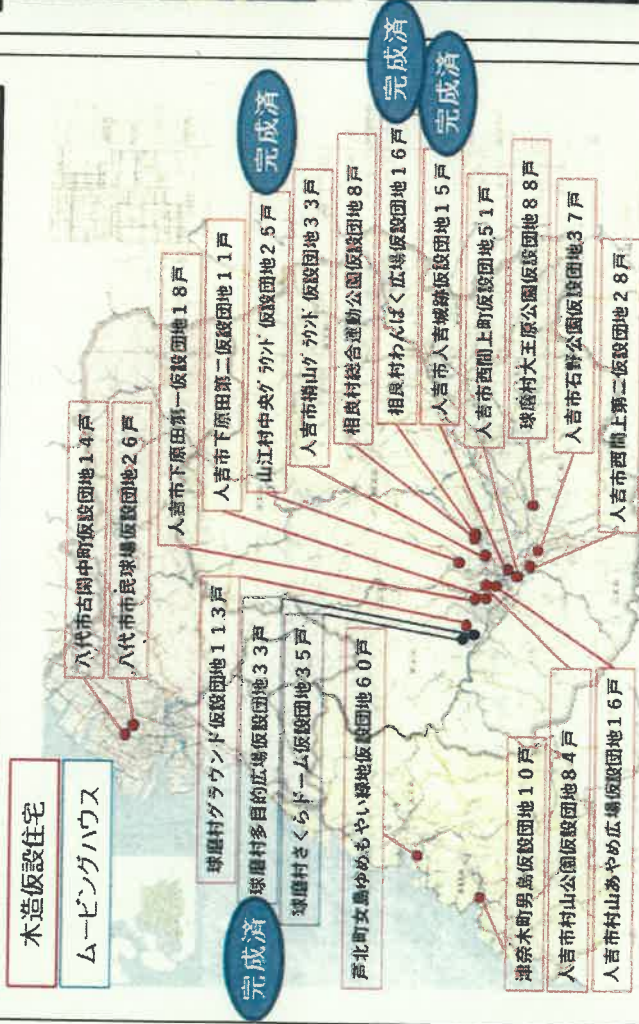 木造仮設住宅
ムービングハウス
八代市古閑中町仮設団地14戸
八代市市民球場仮設団地26戸
人吉市下原田第一仮設団地18戸
人吉市下原田第二仮設団地11戸
山江村中央グラウンド仮設団地25戸
完成済
人吉市梢山グラウンド仮設団地33戸
相良村総合運動公園仮設団地8戸
相良村わんぱく広場仮設団地16戸
完成済
人吉市人吉城跡仮設団地15戸
完成済
人吉市西間上町仮設団地51戸
球磨村大王原公園仮設団地88戸
人吉市石野公園仮設団地37戸
人吉市西間上第二仮設団地28戸
球磨村グラウンド仮設団地113戸
球磨村多目的広場仮設団地33戸
完成済
球磨村さくらドーム仮設団地35戸
芦北町女島ゆめもやい緑地仮設団地60戸
津奈木町男島仮設団地10戸
人吉市村山公園仮設団地84戸
人吉市村山あやめ広場仮設団地16戸